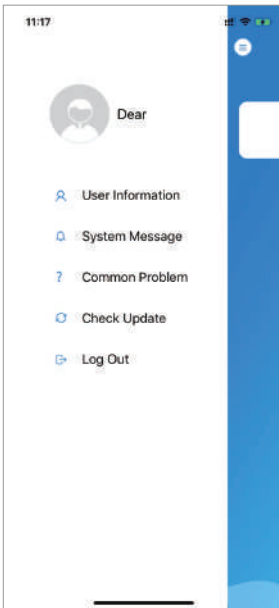 11:17
Dear
User Information
System Message
? Common Problem
Check Update
Log Out